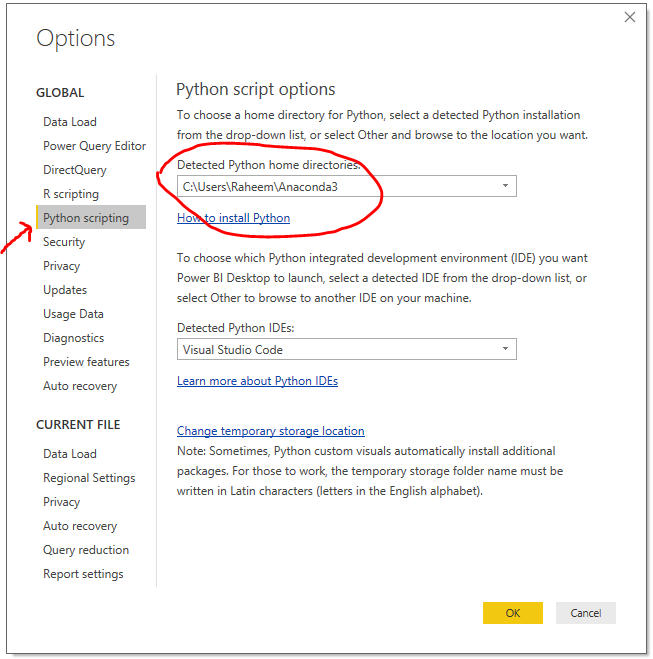 Options
GLOBAL
Data Load
Power Query Editor
DirectQuery
R scripting
Python scripting
Security
Privacy
Updates
Usage Data
Diagnostics
Preview features
Auto recovery
CURRENT FILE
Data Load
Regional Settings
Privacy
Auto recovery
Query reduction
Report settings
Python script options
To choose a home directory for Python, select a detected Python installation
from the drop-down list, or select Other and browse to the location you want.
Detected Python home directories:
C:\Users\Raheem\Anaconda3
How to install Python
To choose which Python integrated development environment (IDE) you want
Power BI Desktop to launch, select a detected IDE from the drop-down list, or
select Other to browse to another IDE on your machine.
Detected Python IDEs:
Visual Studio Code
Learn more about Python IDEs
Change temporary storage location
Note: Sometimes, Python custom visuals automatically install additional
packages. For those to work, the temporary storage folder name must be
written in Latin characters (letters in the English alphabet).
OK
Cancel